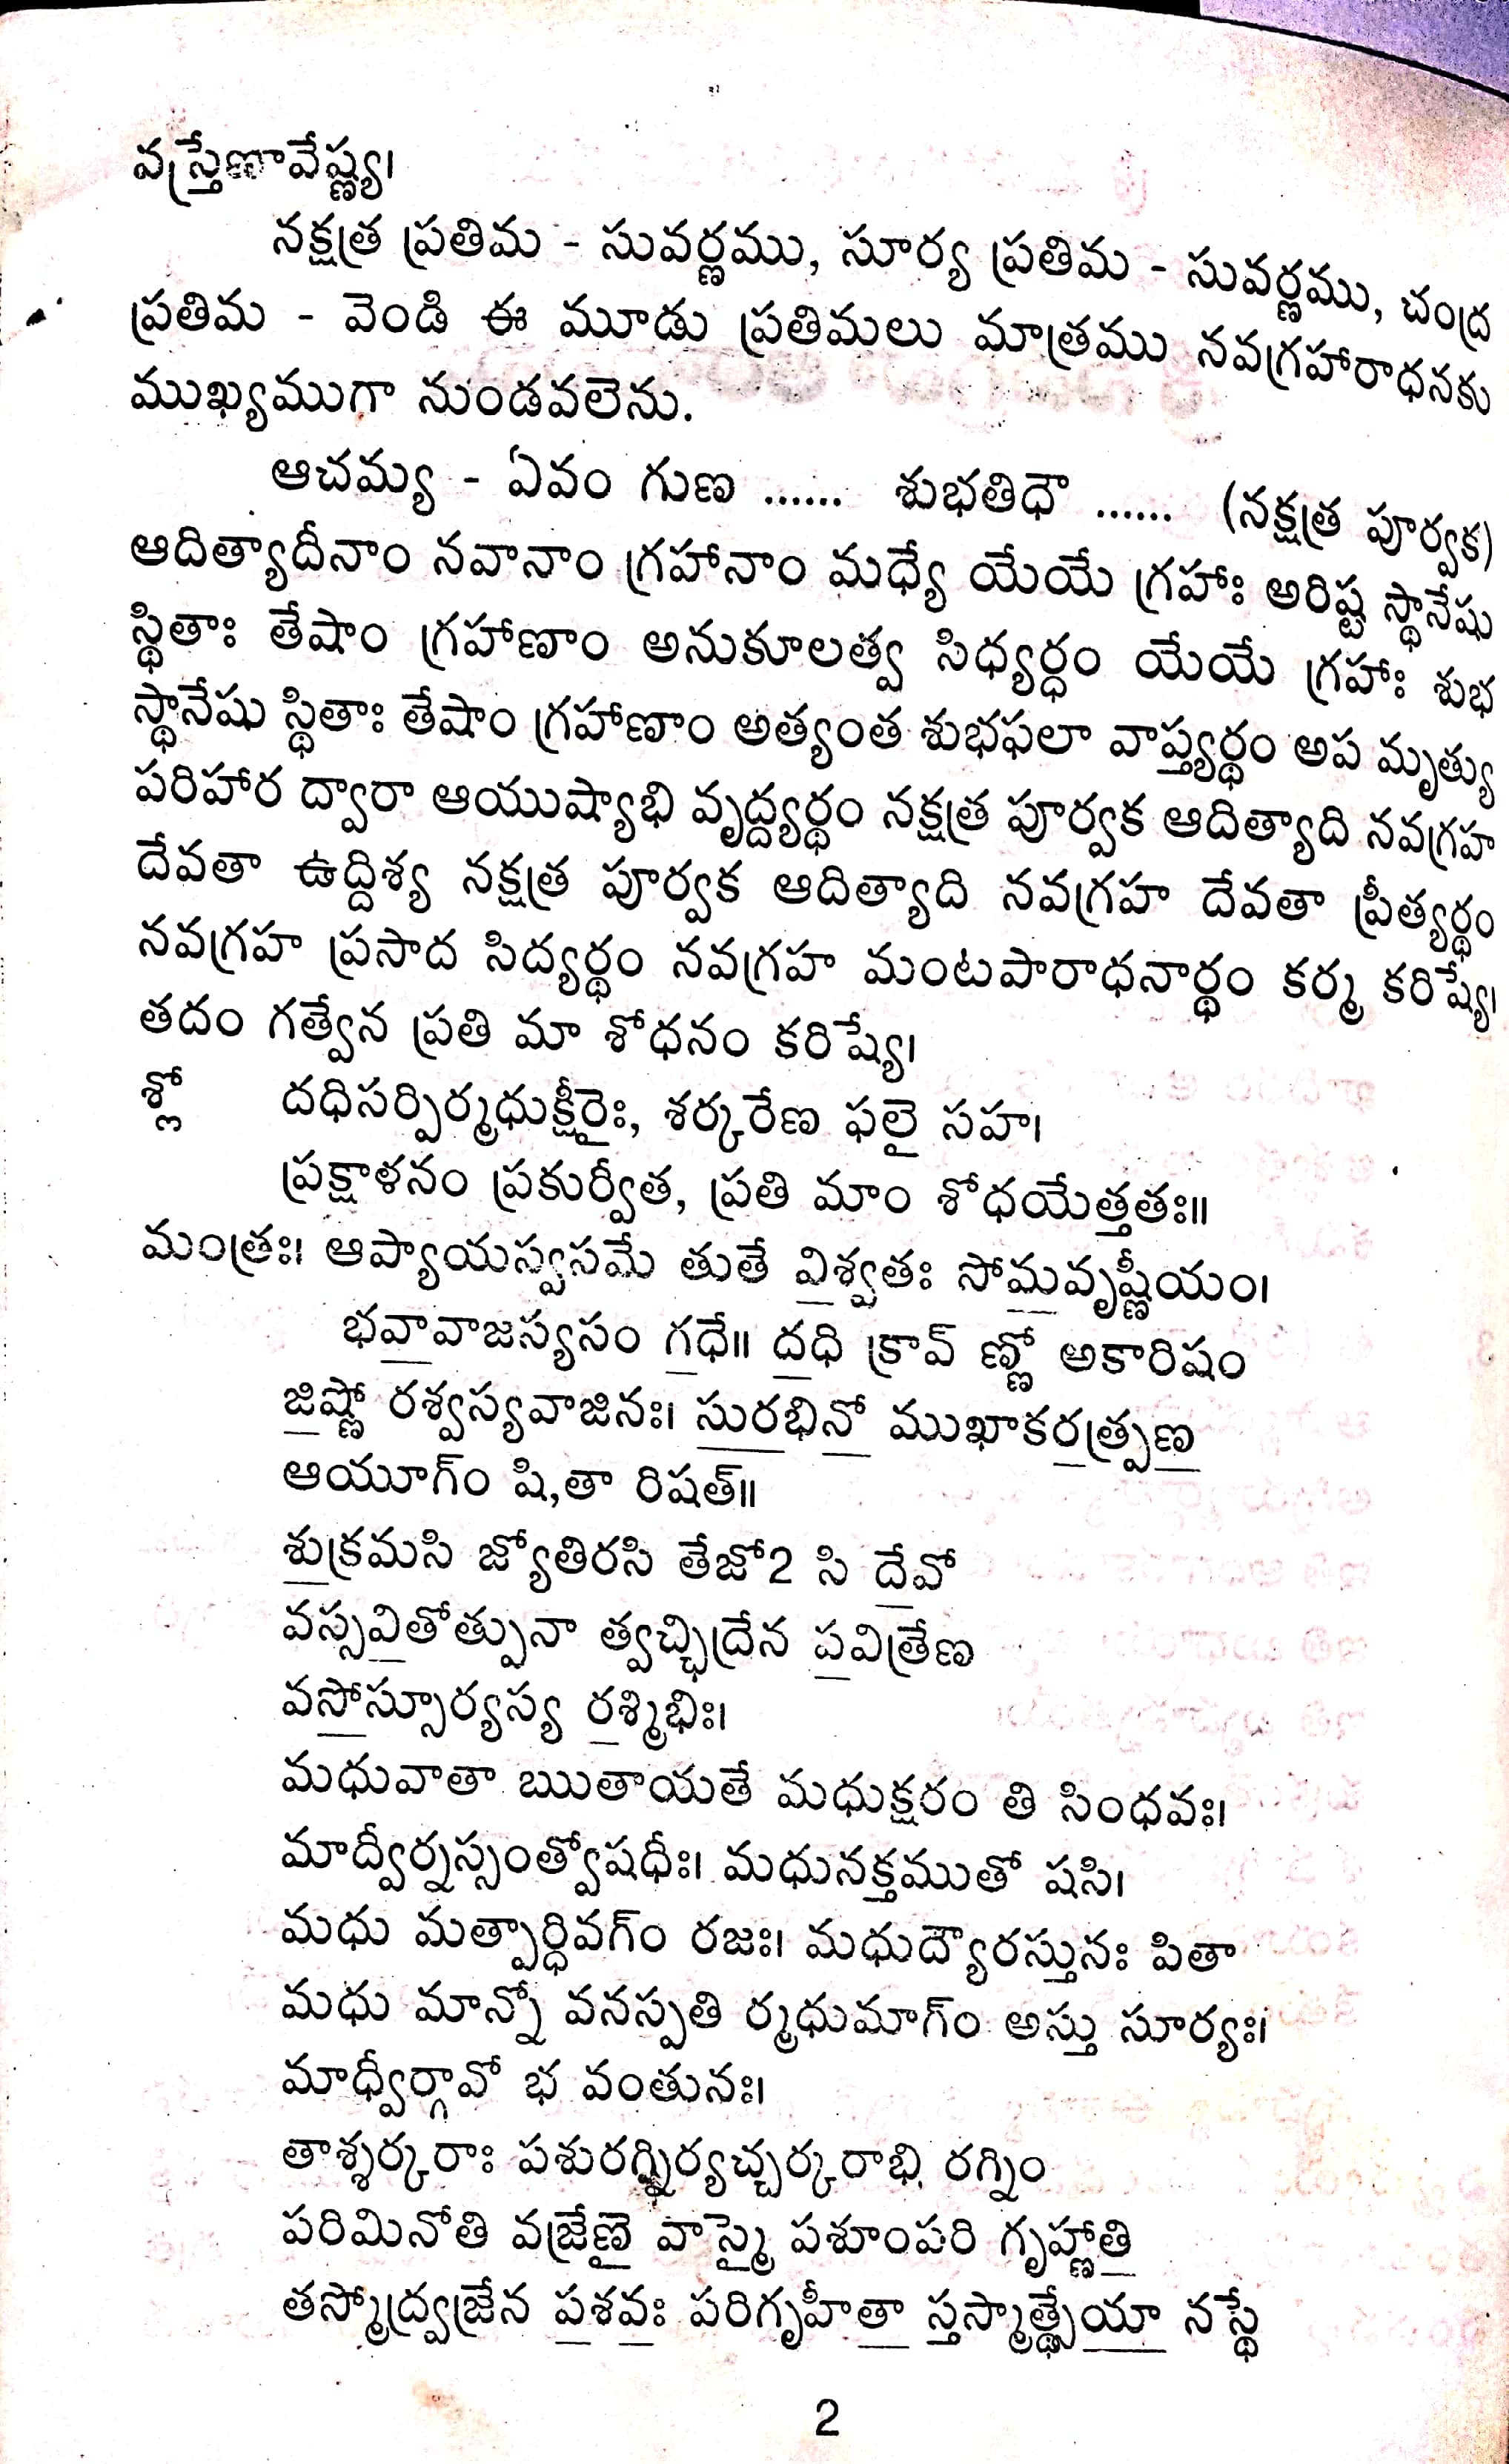 వస్త్రేణావేష్ట్య।
నక్షత్ర ప్రతిమ - సువర్ణము, సూర్య ప్రతిమ - సువర్ణము, చంద్ర
ప్రతిమ - వెండి ఈ మూడు ప్రతిమలు మాత్రము నవగ్రహారాధనకు
ముఖ్యముగా నుండవలెను.
ఆచమ్య - ఏవం గుణ ...... శుభతిధౌ ...... (నక్షత్ర పూర్వక)
ఆదిత్యాదీనాం నవానాం గ్రహానాం మధ్యే యేయే గ్రహాః అరిష్ట స్థానేషు
స్థితాః తేషాం గ్రహాణాం అనుకూలత్వ సిధ్యర్ధం యేయే గ్రహాః శుభ
స్థానేషు స్థితాః తేషాం గ్రహాణాం అత్యంత శుభఫలా వాప్త్యర్థం అప మృత్యు
పరిహార ద్వారా ఆయుష్యాభి వృద్ధ్యర్థం నక్షత్ర పూర్వక ఆదిత్యాది నవగ్రహ
దేవతా ఉద్దిశ్య నక్షత్ర పూర్వక ఆదిత్యాది నవగ్రహ దేవతా ప్రీత్యర్థం
నవగ్రహ ప్రసాద సిద్యర్థం నవగ్రహ మంటపారాధనార్థం కర్మ కరిష్యే।
తదం గత్వేన ప్రతి మా శోధనం కరిష్యే।
శ్లో దధిసర్పిర్మధుక్షీరైః, శర్కరేణ ఫలై సహ।
ప్రక్షాళనం ప్రకుర్వీత, ప్రతి మాం శోధయేత్తతః॥
మంత్రః। ఆప్యాయస్వసమే తుతే విశ్వతః సోమవృష్ణీయం।
భవావాజస్యసం గధే॥ దధి క్రావ్ ణ్ణో అకారిషం
జిష్ణో రశ్వస్యవాజినః। సురభినో ముఖాకరత్ప్రణ
ఆయూగ్‌ం షి,తా రిషత్॥
శుక్రమసి జ్యోతిరసి తేజో2 సి దేవో
వస్సవితోత్పునా త్వచ్ఛిద్రేన పవిత్రేణ
వసోస్సూర్యస్య రశ్మిభిః।
మధువాతా ఋతాయతే మధుక్షరం తి సింధవః।
మాద్వీర్నస్సంత్వోషధీః। మధునక్తముతో షసి।
మధు మత్పార్ధివగ్‌ం రజః। మధుద్యౌరస్తునః పితా
మధు మాన్నో వనస్పతి ర్మధుమాగ్‌ం అస్తు సూర్యః।
మాధ్వీర్గావో భ వంతునః।
తాశ్శర్కరాః పశురగ్నిర్యచ్చర్కరాభి రగ్నిం
పరిమినోతి వజ్రేణై వాస్మై పశూంపరి గృహ్ణాతి
తస్మోద్వజ్రేన పశవః పరిగృహీతా స్తస్మాత్థ్సేయా నస్థే
2